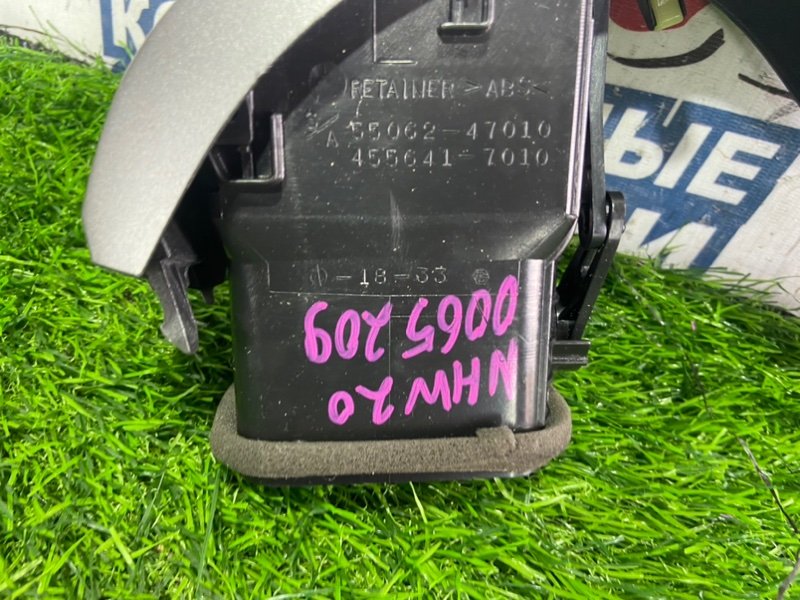 RETAINER >ABS<
A 55062-47010
455641-7010
-18-33
NHW20
0065209
ЫЕ